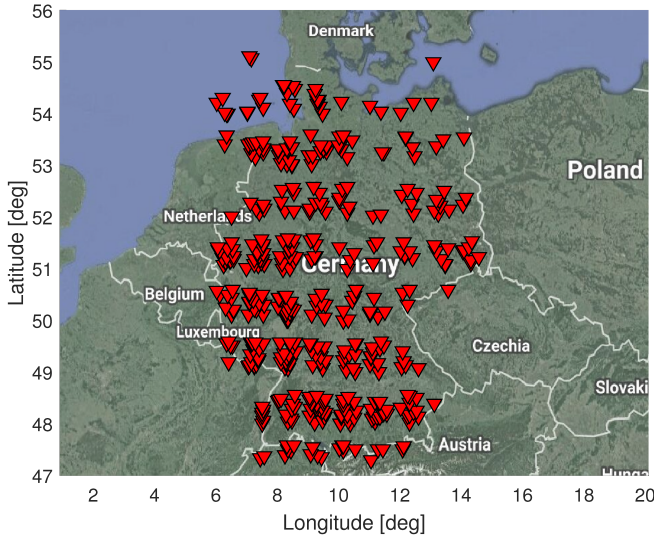 56
55
54
53
52
51
50
49
48
47
Latitude [deg]
Denmark
Poland
Netherlands
Germany
Belgium
Luxembourg
Czechia
Slovaki
Austria
Hunga
2 4 6 8 10 12 14 16 18 20
Longitude [deg]